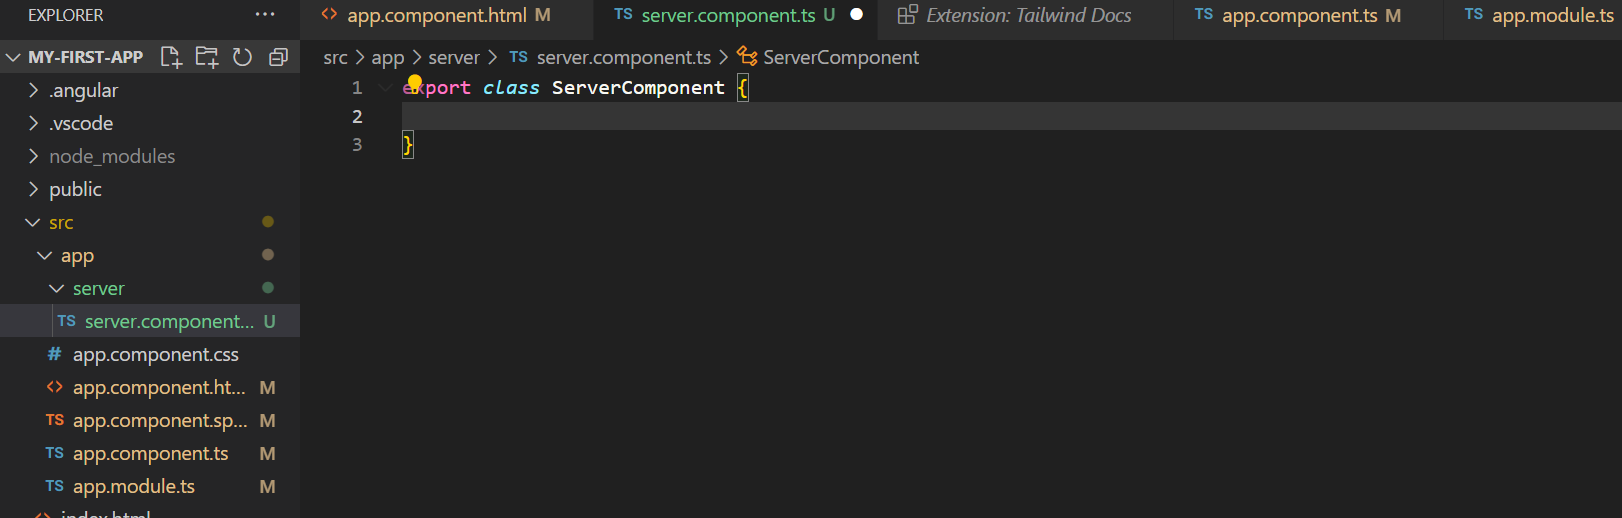 EXPLORER ...
MY-FIRST-APP
.angular
.vscode
node_modules
public
src
app
server
TS server.component... U
# app.component.css
<> app.component.ht... M
TS app.component.sp... M
TS app.component.ts M
TS app.module.ts M
<> app.component.html M
TS server.component.ts U
Extension: Tailwind Docs
TS app.component.ts M
TS app.module.ts
src > app > server > TS server.component.ts > ServerComponent
1 export class ServerComponent {
2
3 }